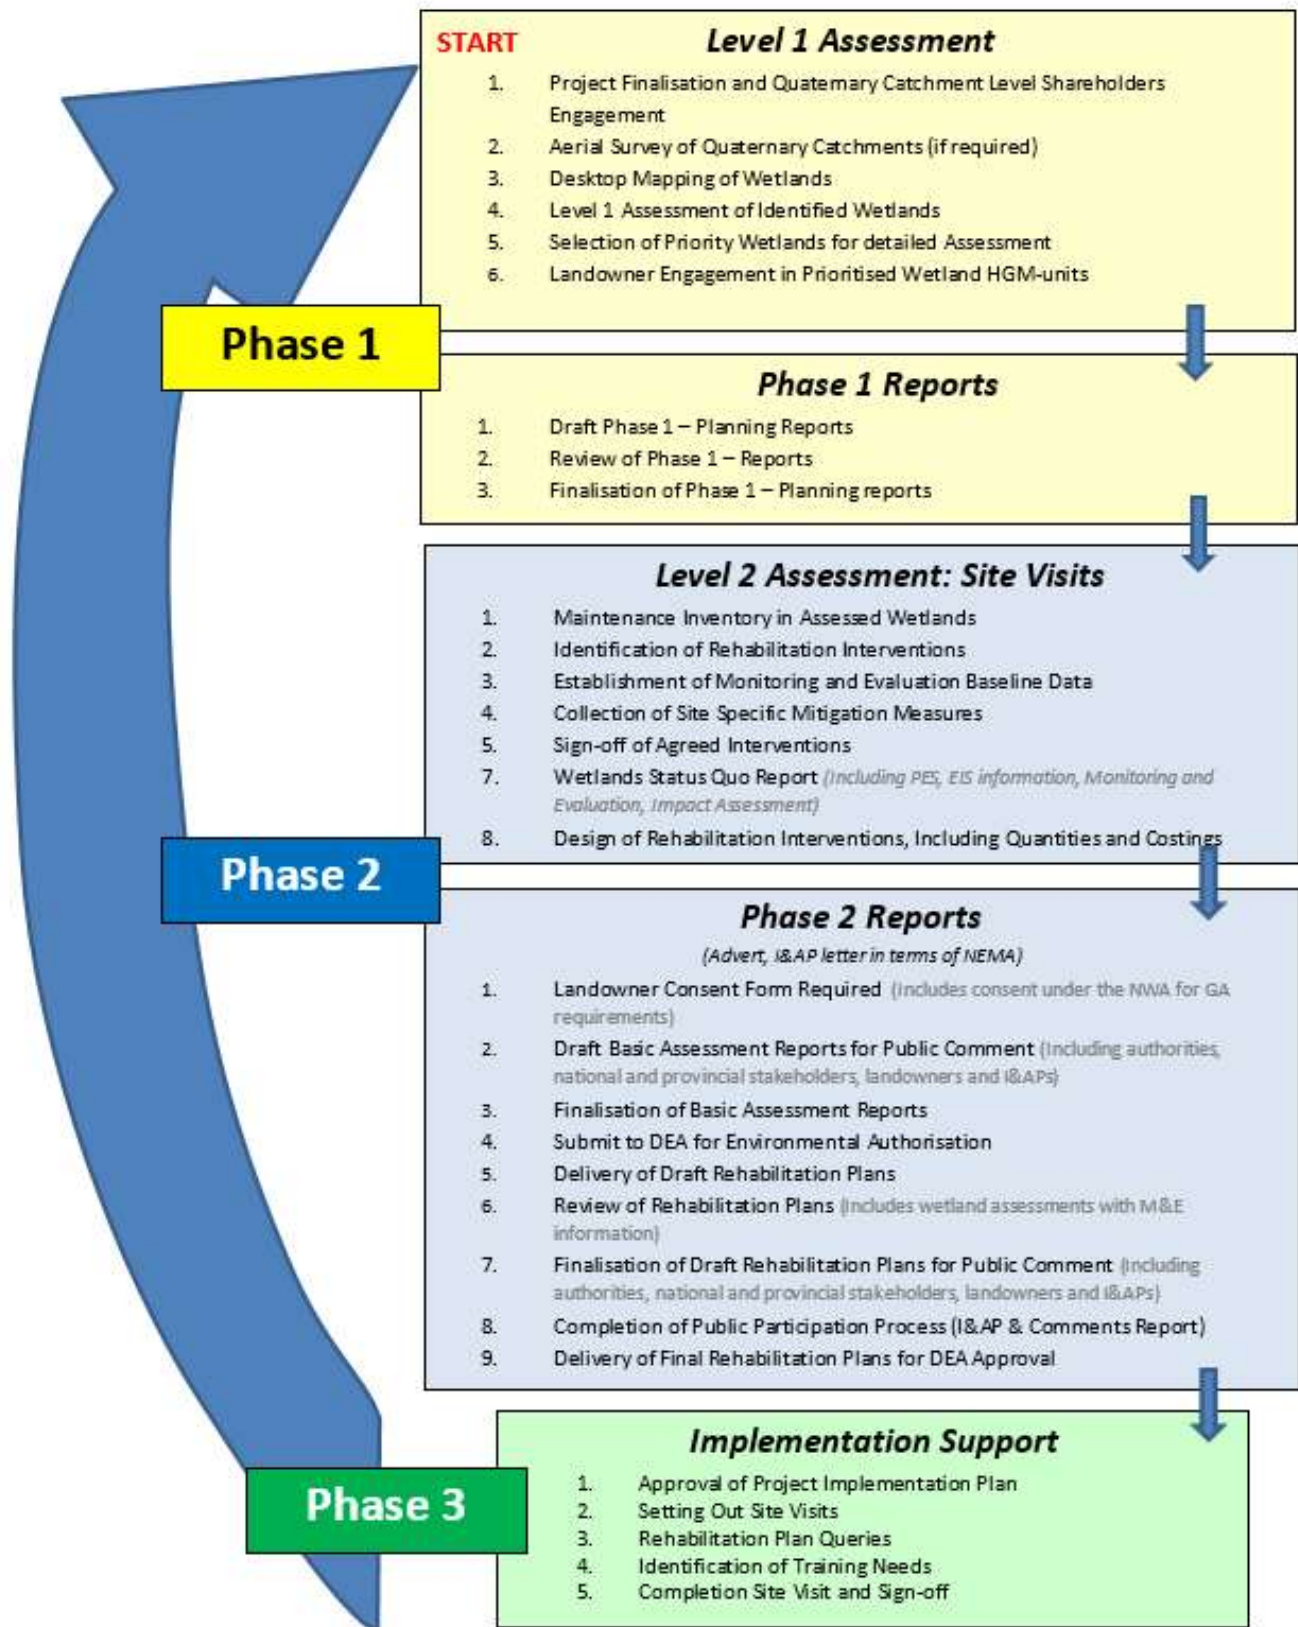 START
Level 1 Assessment
1. Project Finalisation and Quaternary Catchment Level Shareholders
Engagement
2. Aerial Survey of Quaternary Catchments (if required)
3. Desktop Mapping of Wetlands
4. Level 1 Assessment of Identified Wetlands
5. Selection of Priority Wetlands for detailed Assessment
6. Landowner Engagement in Prioritised Wetland HGM-units
Phase 1
Phase 1 Reports
1. Draft Phase 1 – Planning Reports
2. Review of Phase 1 – Reports
3. Finalisation of Phase 1 – Planning reports
Level 2 Assessment: Site Visits
1. Maintenance Inventory in Assessed Wetlands
2. Identification of Rehabilitation Interventions
3. Establishment of Monitoring and Evaluation Baseline Data
4. Collection of Site Specific Mitigation Measures
5. Sign-off of Agreed Interventions
7. Wetlands Status Quo Report (Including PES, EIS information, Monitoring and
Evaluation, Impact Assessment)
8. Design of Rehabilitation Interventions, Including Quantities and Costings
Phase 2
Phase 2 Reports
(Advert, I&AP letter in terms of NEMA)
1. Landowner Consent Form Required (Includes consent under the NWA for GA
requirements)
2. Draft Basic Assessment Reports for Public Comment (Including authorities,
national and provincial stakeholders, landowners and I&APs)
3. Finalisation of Basic Assessment Reports
4. Submit to DEA for Environmental Authorisation
5. Delivery of Draft Rehabilitation Plans
6. Review of Rehabilitation Plans (Includes wetland assessments with M&E
information)
7. Finalisation of Draft Rehabilitation Plans for Public Comment (Including
authorities, national and provincial stakeholders, landowners and I&APs)
8. Completion of Public Participation Process (I&AP & Comments Report)
9. Delivery of Final Rehabilitation Plans for DEA Approval
Implementation Support
Phase 3
1. Approval of Project Implementation Plan
2. Setting Out Site Visits
3. Rehabilitation Plan Queries
4. Identification of Training Needs
5. Completion Site Visit and Sign-off